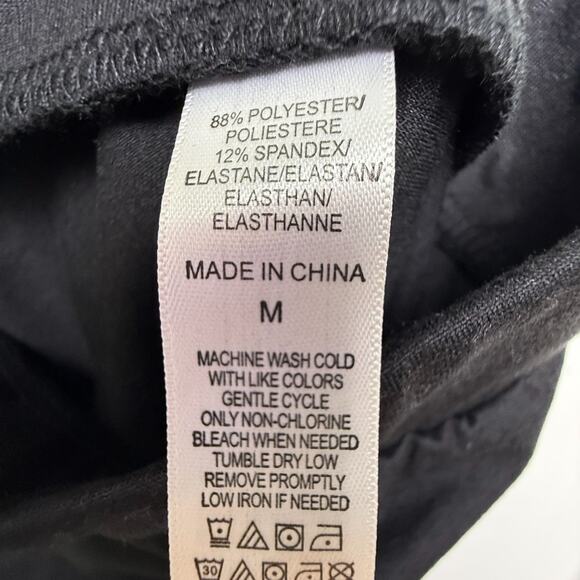 88% POLYESTER/
POLIESTERE
12% SPANDEX/
ELASTANE/ELASTAN/
ELASTHAN/
ELASTHANNE
MADE IN CHINA
M
MACHINE WASH COLD
WITH LIKE COLORS
GENTLE CYCLE
ONLY NON-CHLORINE
BLEACH WHEN NEEDED
TUMBLE DRY LOW
REMOVE PROMPTLY
LOW IRON IF NEEDED
30